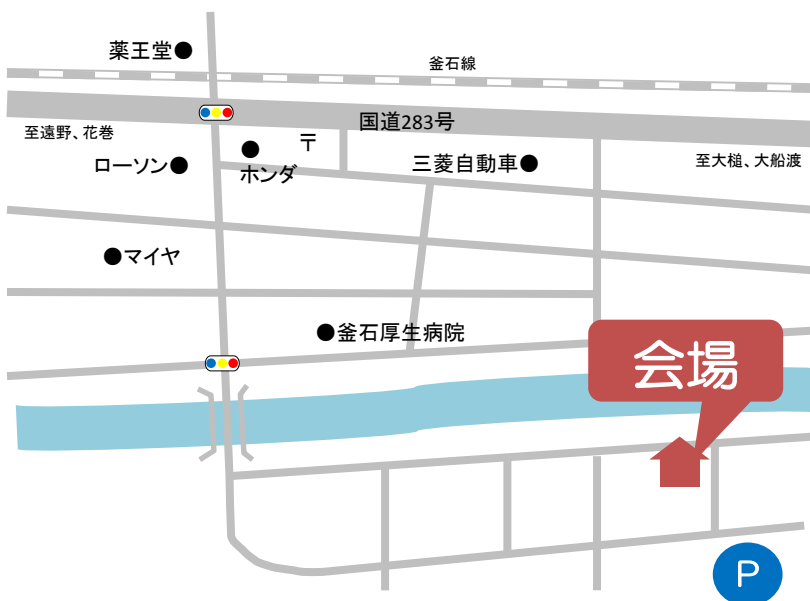 薬王堂●
釜石線
国道283号
至遠野、花巻
〒
ローソン●
●
ホンダ
三菱自動車●
至大槌、大船渡
●マイヤ
●釜石厚生病院
会場
P